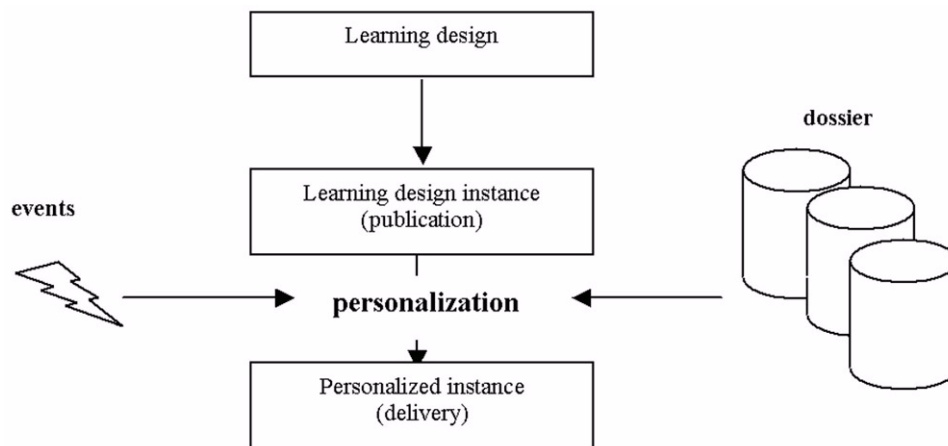 Learning design
dossier
Learning design instance
(publication)
events
personalization
Personalized instance
(delivery)